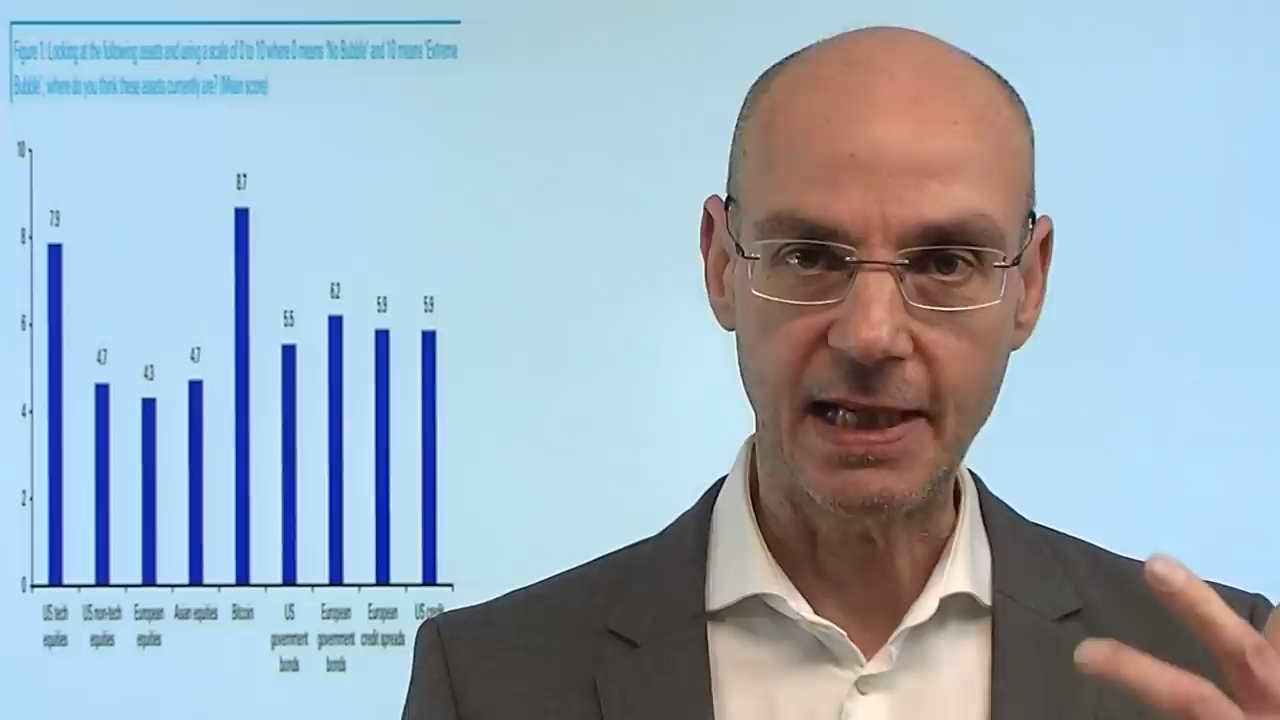 Figure 1: Looking at the following assets and using a scale of 0 to 10 where 0 means 'No Bubble' and 10 means 'Extreme
Bubble', where do you think these assets currently are? (Mean score)
10
8
6
4
2
0
7.9
4.7
4.3
4.7
8.7
5.5
6.2
5.9
5.9
US tech
equities
US non-tech
equities
European
equities
Asian equities
Bitcoin
US
government
bonds
European
government
bonds
European
credit spreads
US credit